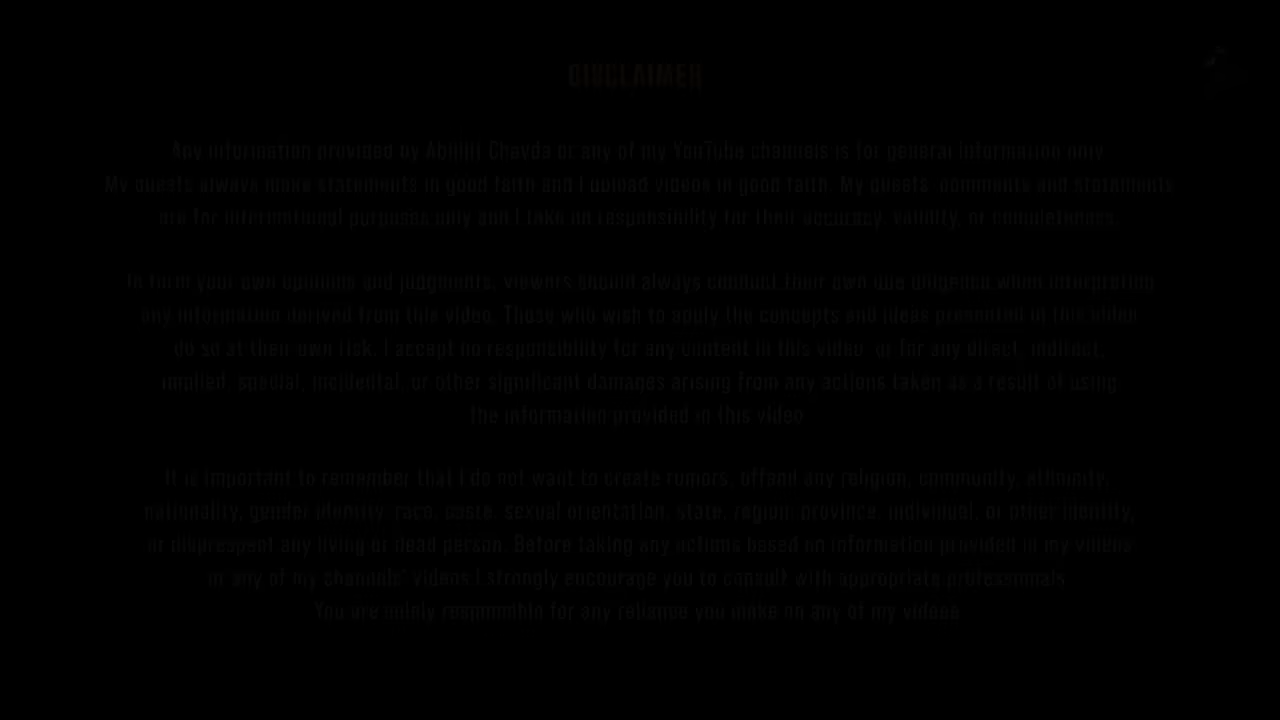 DISCLAIMER
Any information provided by Abhijit Chavda or any of my YouTube channels is for general information only
My guests always make statements in good faith and I upload videos in good faith. My guests' comments and statements
are for informational purposes only and I take no responsibility for their accuracy, validity, or completeness.
To form your own opinions and judgments, viewers should always conduct their own due diligence when interpreting
any information derived from this video. Those who wish to apply the concepts and ideas presented in this video
do so at their own risk. I accept no responsibility for any content in this video, or for any direct, indirect,
implied, special, incidental, or other significant damages arising from any actions taken as a result of using
the information provided in this video
It is important to remember that I do not want to create rumors, offend any religion, community, ethnicity,
nationality, gender identity, race, caste, sexual orientation, state, region, province, individual, or other identity,
or disrespect any living or dead person. Before taking any actions based on information provided in my videos
or any of my channels' videos I strongly encourage you to consult with appropriate professionals
You are solely responsible for any reliance you make on any of my videos